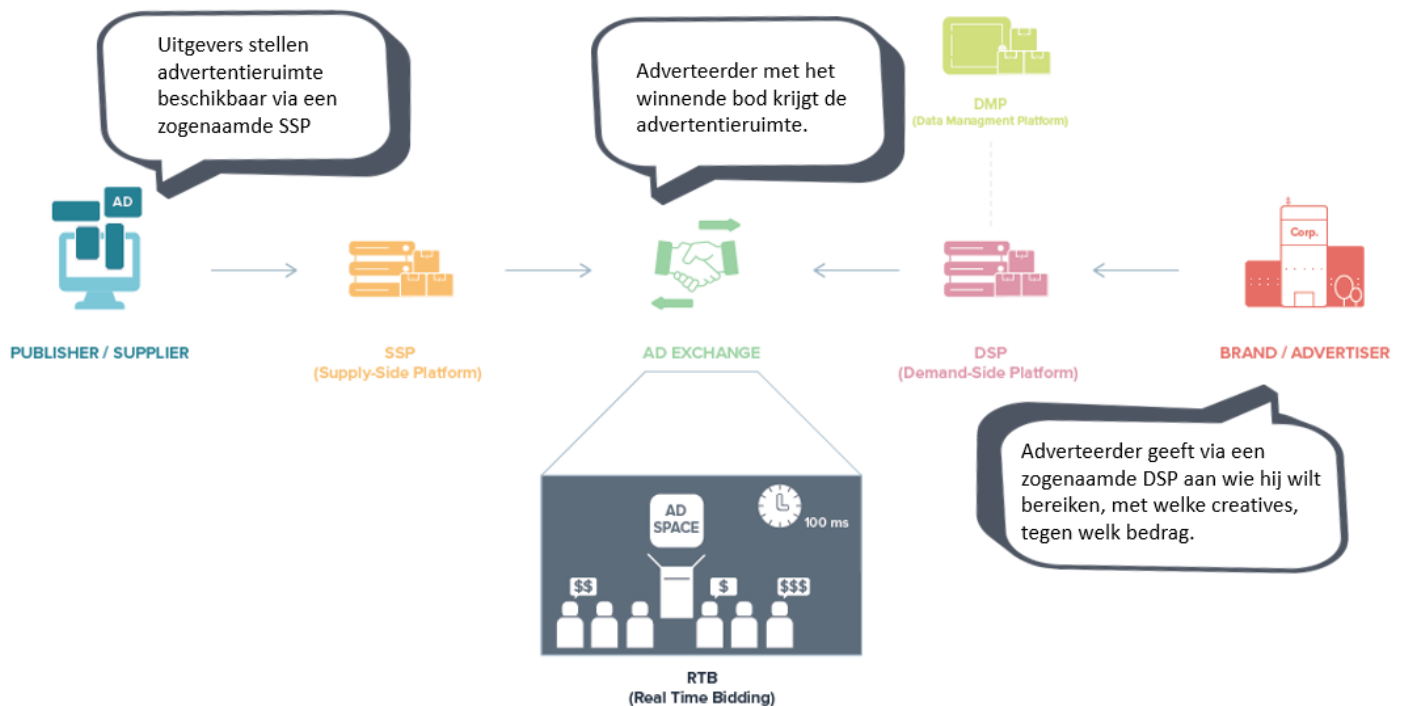 Uitgevers stellen
advertentieruimte
beschikbaar via een
zogenaamde SSP
Adverteerder met het
winnende bod krijgt de
advertentieruimte.
DMP
(Data Managment Platform)
AD
Corp.
PUBLISHER / SUPPLIER
SSP
(Supply-Side Platform)
AD EXCHANGE
DSP
(Demand-Side Platform)
BRAND / ADVERTISER
Adverteerder geeft via een
zogenaamde DSP aan wie hij wilt
bereiken, met welke creatives,
tegen welk bedrag.
AD
SPACE
100 ms
$$
$
$$$
RTB
(Real Time Bidding)